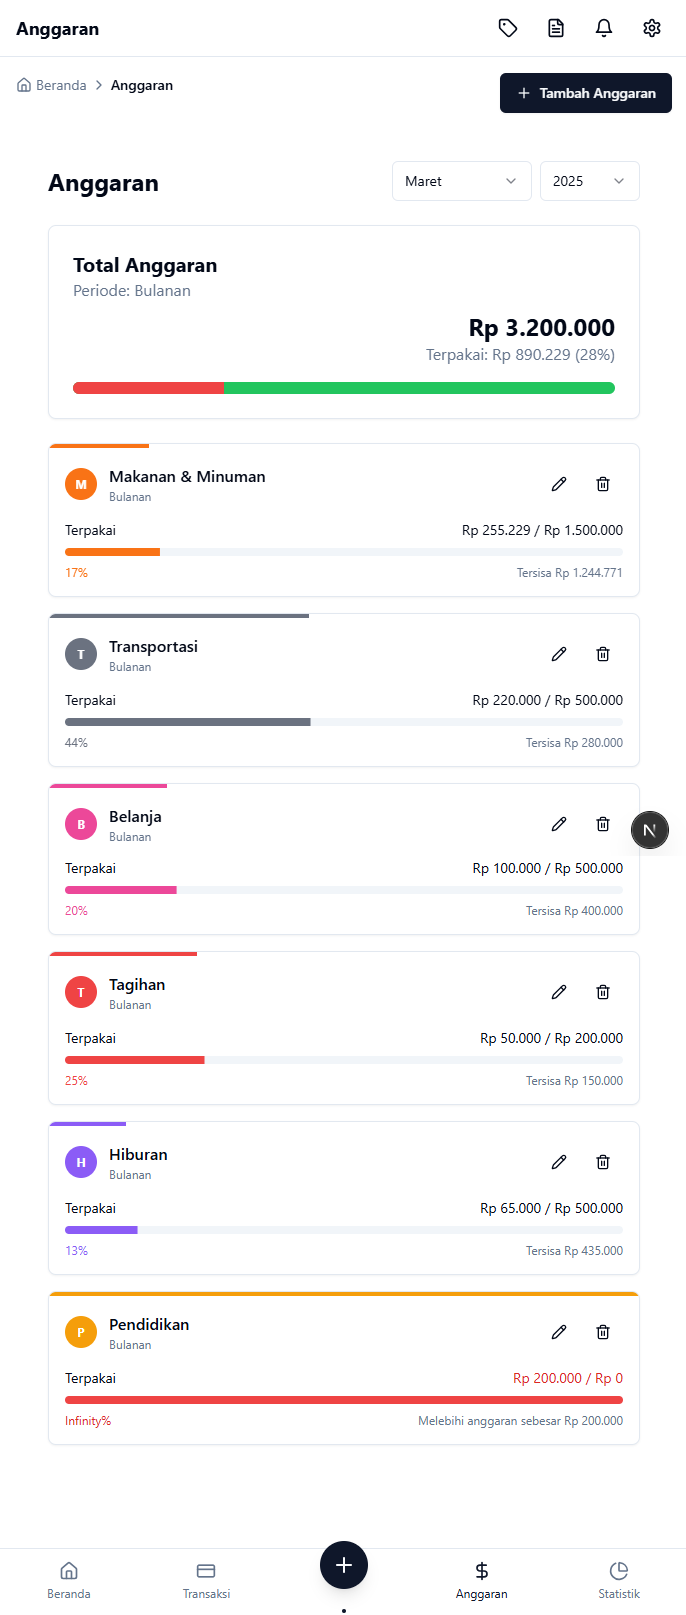 Anggaran
Beranda > Anggaran
+ Tambah Anggaran
Anggaran
Maret
2025
Total Anggaran
Periode: Bulanan
Rp 3.200.000
Terpakai: Rp 890.229 (28%)
M
Makanan & Minuman
Bulanan
Terpakai
Rp 255.229 / Rp 1.500.000
17%
Tersisa Rp 1.244.771
T
Transportasi
Bulanan
Terpakai
Rp 220.000 / Rp 500.000
44%
Tersisa Rp 280.000
B
Belanja
Bulanan
N
Terpakai
Rp 100.000 / Rp 500.000
20%
Tersisa Rp 400.000
T
Tagihan
Bulanan
Terpakai
Rp 50.000 / Rp 200.000
25%
Tersisa Rp 150.000
H
Hiburan
Bulanan
Terpakai
Rp 65.000 / Rp 500.000
13%
Tersisa Rp 435.000
P
Pendidikan
Bulanan
Terpakai
Rp 200.000 / Rp 0
Infinity%
Melebihi anggaran sebesar Rp 200.000
Beranda
Transaksi
Anggaran
Statistik